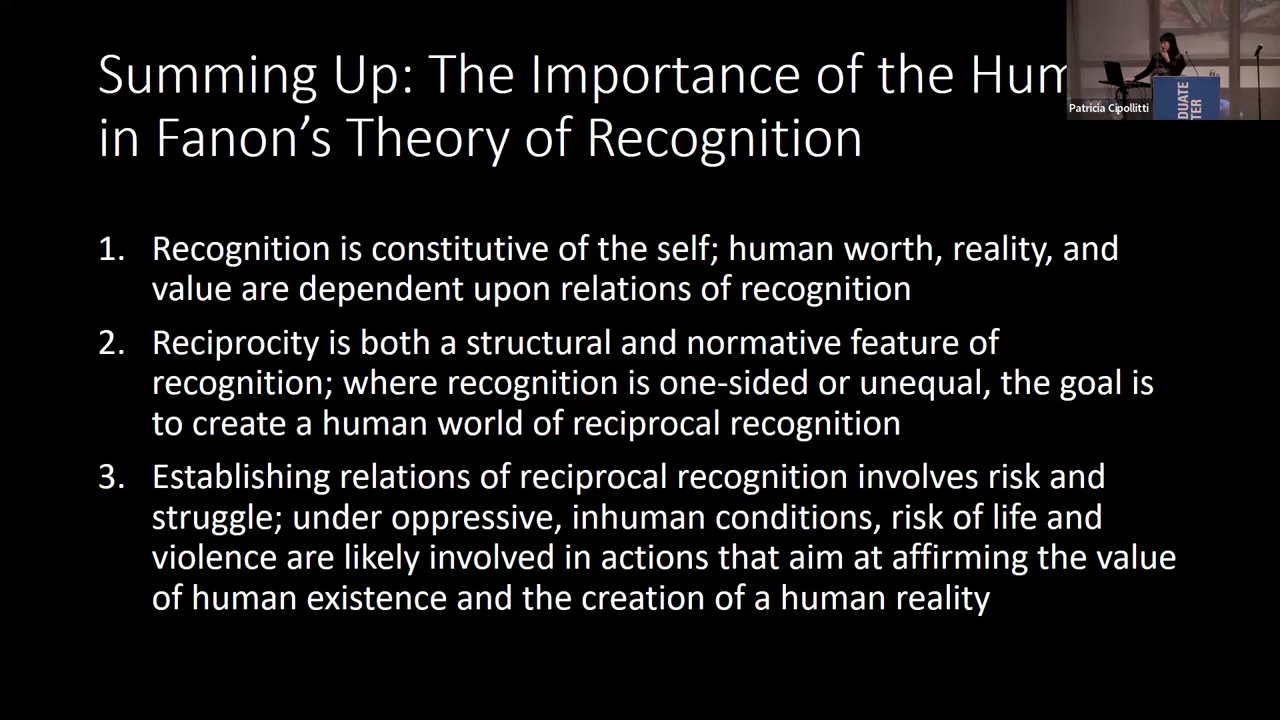 Summing Up: The Importance of the Hum
in Fanon’s Theory of Recognition
Patricia Cipollitti
DUATE
TER
1. Recognition is constitutive of the self; human worth, reality, and
value are dependent upon relations of recognition
2. Reciprocity is both a structural and normative feature of
recognition; where recognition is one-sided or unequal, the goal is
to create a human world of reciprocal recognition
3. Establishing relations of reciprocal recognition involves risk and
struggle; under oppressive, inhuman conditions, risk of life and
violence are likely involved in actions that aim at affirming the value
of human existence and the creation of a human reality